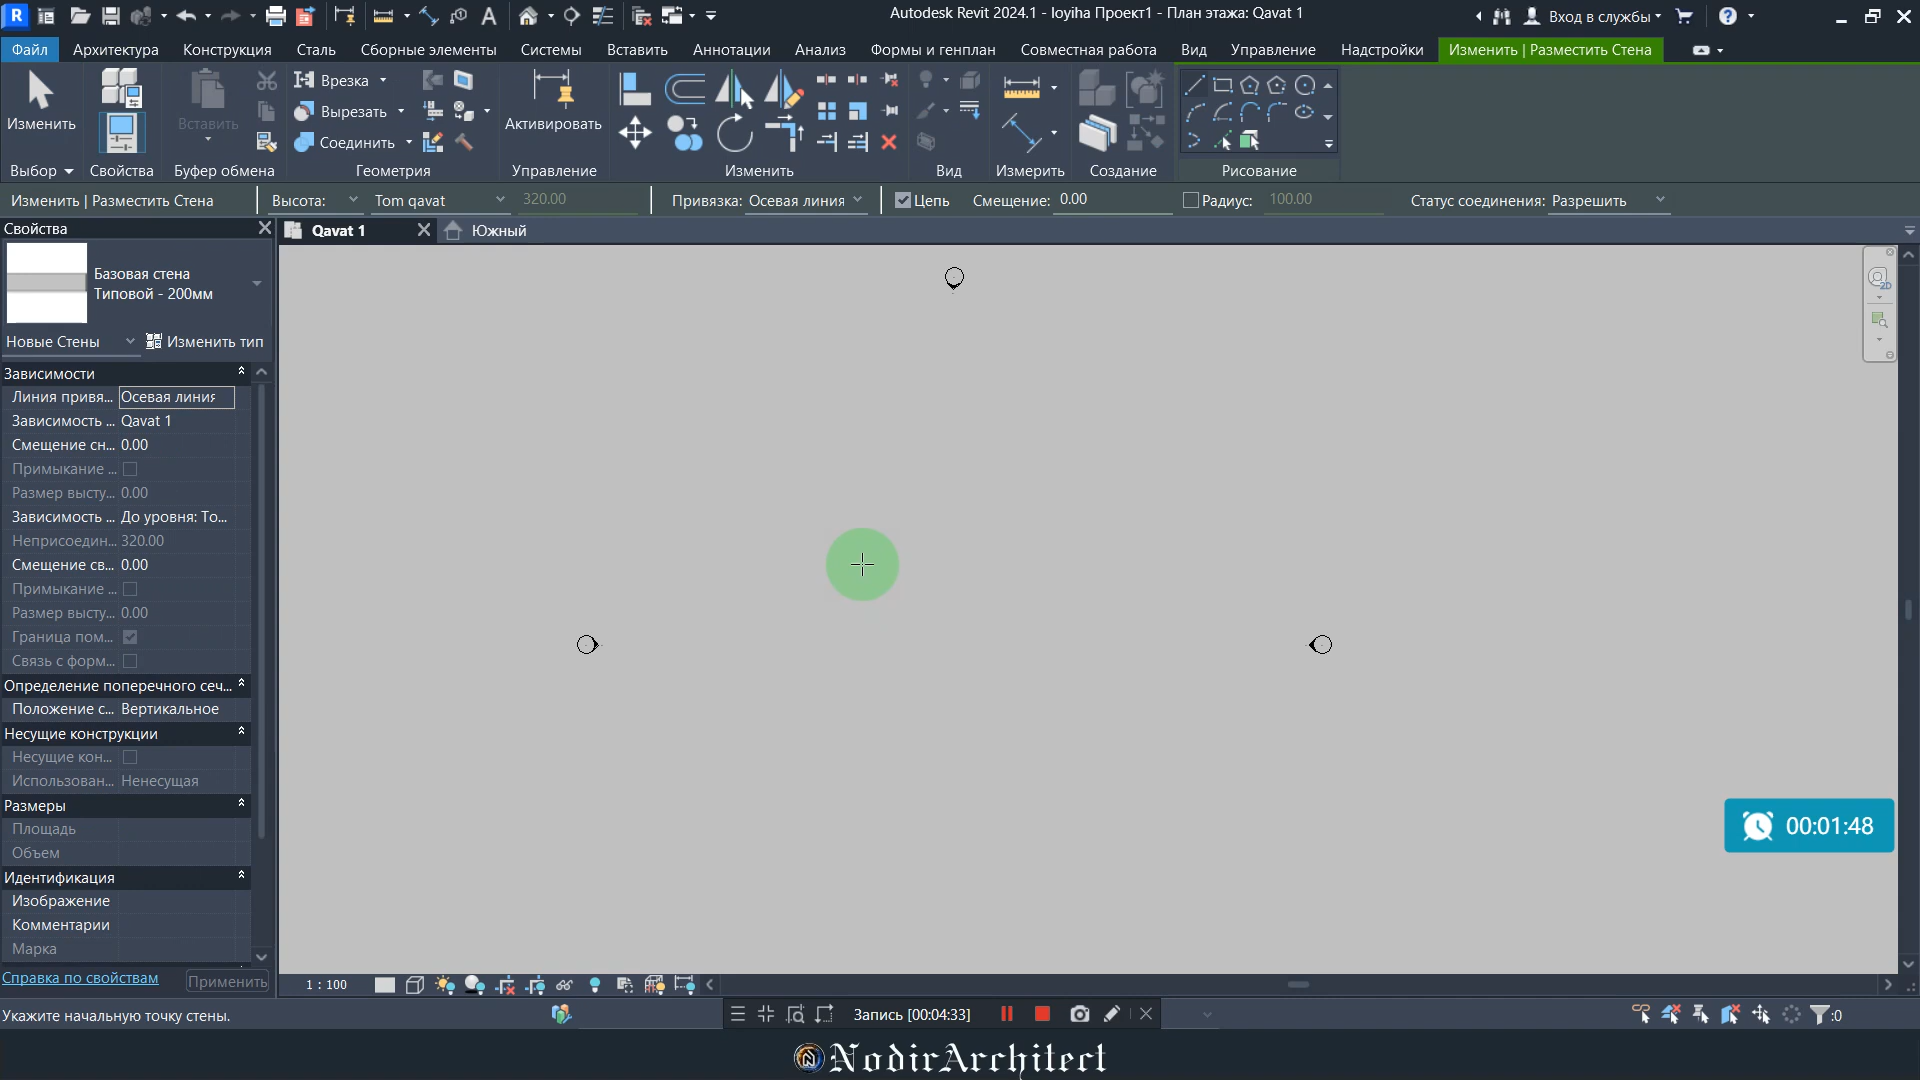 Autodesk Revit 2024.1 - loyiha Проект1 - План этажа: Qavat 1
Вход в службы
Файл Архитектура Конструкция Сталь Сборные элементы Системы Вставить Аннотации Анализ Формы и генплан Совместная работа Вид Управление Надстройки Изменить | Разместить Стена
Изменить
Вставить
Врезка
Вырезать
Соединить
Активировать
Выбор Свойства Буфер обмена Геометрия Управление Изменить Вид Измерить Создание Рисование
Изменить | Разместить Стена Высота: Tom qavat 320.00 Привязка: Осевая линия Цепь Смещение: 0.00 Радиус: 100.00 Статус соединения: Разрешить
Свойства
Qavat 1
Южный
Базовая стена
Типовой - 200мм
Новые Стены Изменить тип
Зависимости
Линия привя... Осевая линия
Зависимость ... Qavat 1
Смещение сн... 0.00
Примыкание ...
Размер высту... 0.00
Зависимость ... До уровня: To...
Неприсоедин... 320.00
Смещение св... 0.00
Примыкание ...
Размер высту... 0.00
Граница пом...
Связь с форм...
Определение поперечного сеч...
Положение с... Вертикальное
Несущие конструкции
Несущие кон...
Использован... Ненесущая
Размеры
Площадь
Объем
Идентификация
Изображение
Комментарии
Марка
Справка по свойствам Применить
2D
00:01:48
1 : 100
Укажите начальную точку стены.
Запись [00:04:33]
:0
NodirArchitect